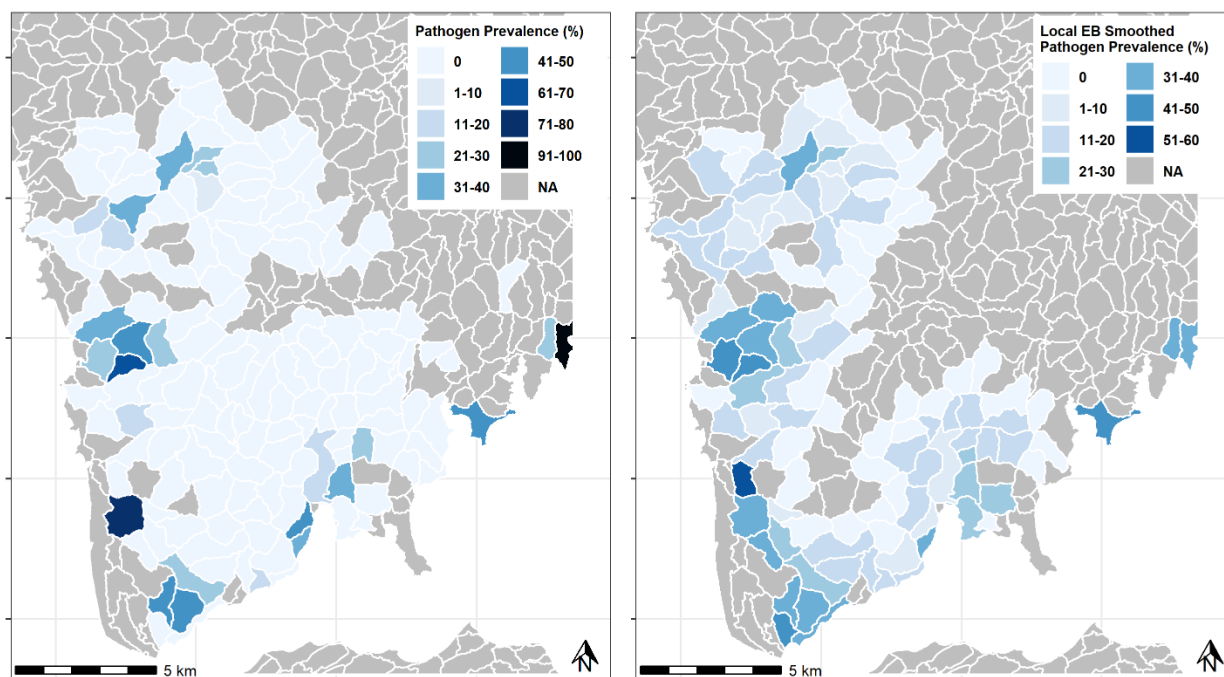 Pathogen Prevalence (%)
0
1-10
11-20
21-30
31-40
41-50
61-70
71-80
91-100
NA
5 km
N
Local EB Smoothed
Pathogen Prevalence (%)
0
1-10
11-20
21-30
31-40
41-50
51-60
NA
5 km
N